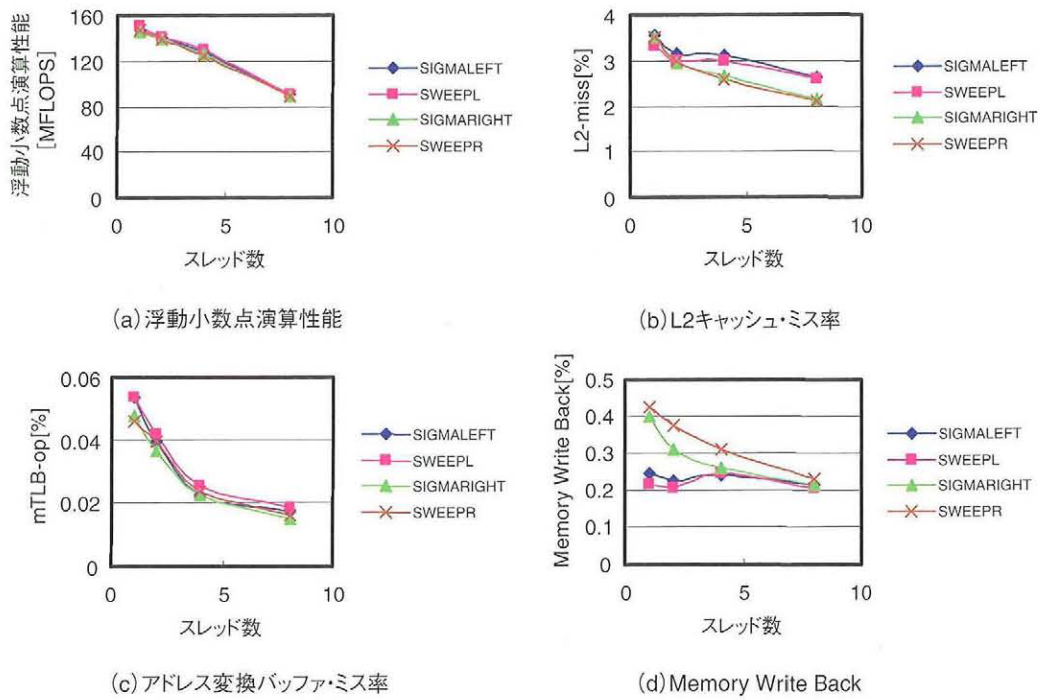 浮動小数点演算性能
[MFLOPS]
160
120
80
40
0
0
5
10
スレッド数
SIGMALEFT
SWEEPL
SIGMARIGHT
SWEEPR
(a)浮動小数点演算性能
L2-miss[%]
4
3
2
1
0
0
5
10
スレッド数
SIGMALEFT
SWEEPL
SIGMARIGHT
SWEEPR
(b)L2キャッシュ・ミス率
mTLB-op[%]
0.06
0.04
0.02
0
0
5
10
スレッド数
SIGMALEFT
SWEEPL
SIGMARIGHT
SWEEPR
(c)アドレス変換バッファ・ミス率
Memory Write Back[%]
0.5
0.4
0.3
0.2
0.1
0
0
5
10
スレッド数
SIGMALEFT
SWEEPL
SIGMARIGHT
SWEEPR
(d)Memory Write Back